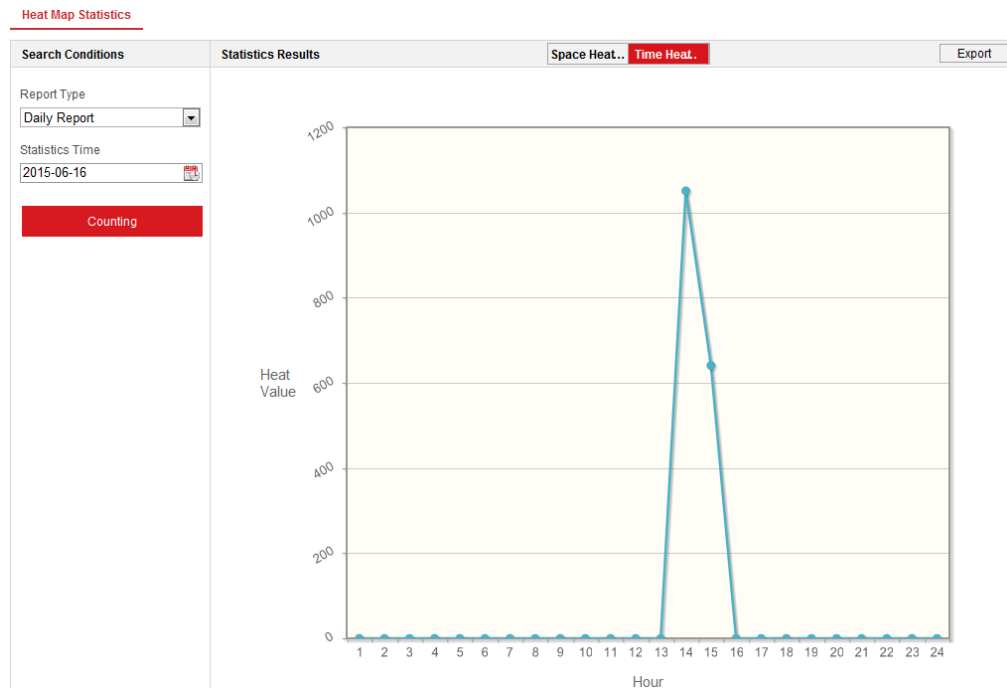 Heat Map Statistics
Search Conditions
Statistics Results
Space Heat...
Time Heat..
Export
Report Type
Daily Report
Statistics Time
2015-06-16
Counting
1200
1000
800
600
400
200
0
Heat
Value
1 2 3 4 5 6 7 8 9 10 11 12 13 14 15 16 17 18 19 20 21 22 23 24
Hour